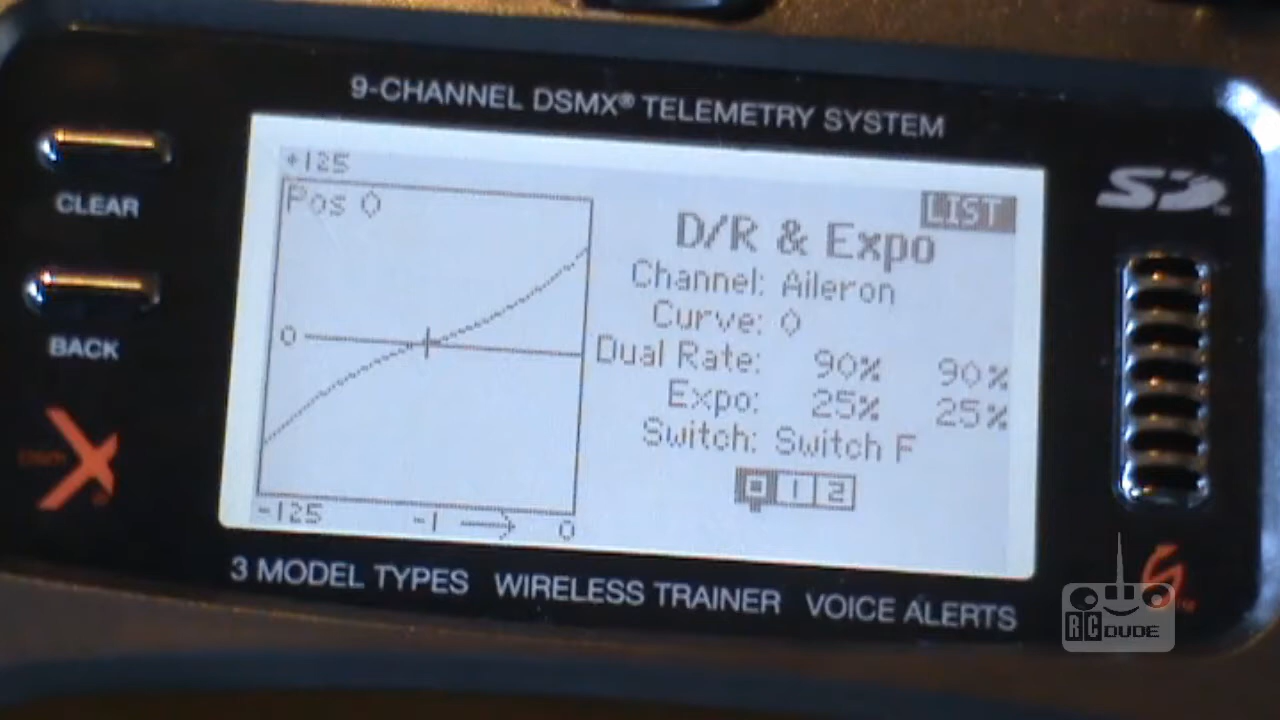 9-CHANNEL DSMX® TELEMETRY SYSTEM
CLEAR
BACK
+125
Pos 0
0
-125
-1
0
LIST
D/R & Expo
Channel: Aileron
Curve: 0
Dual Rate: 90% 90%
Expo: 25% 25%
Switch: Switch F
0 1 2
SD
3 MODEL TYPES WIRELESS TRAINER VOICE ALERTS
RC DUDE